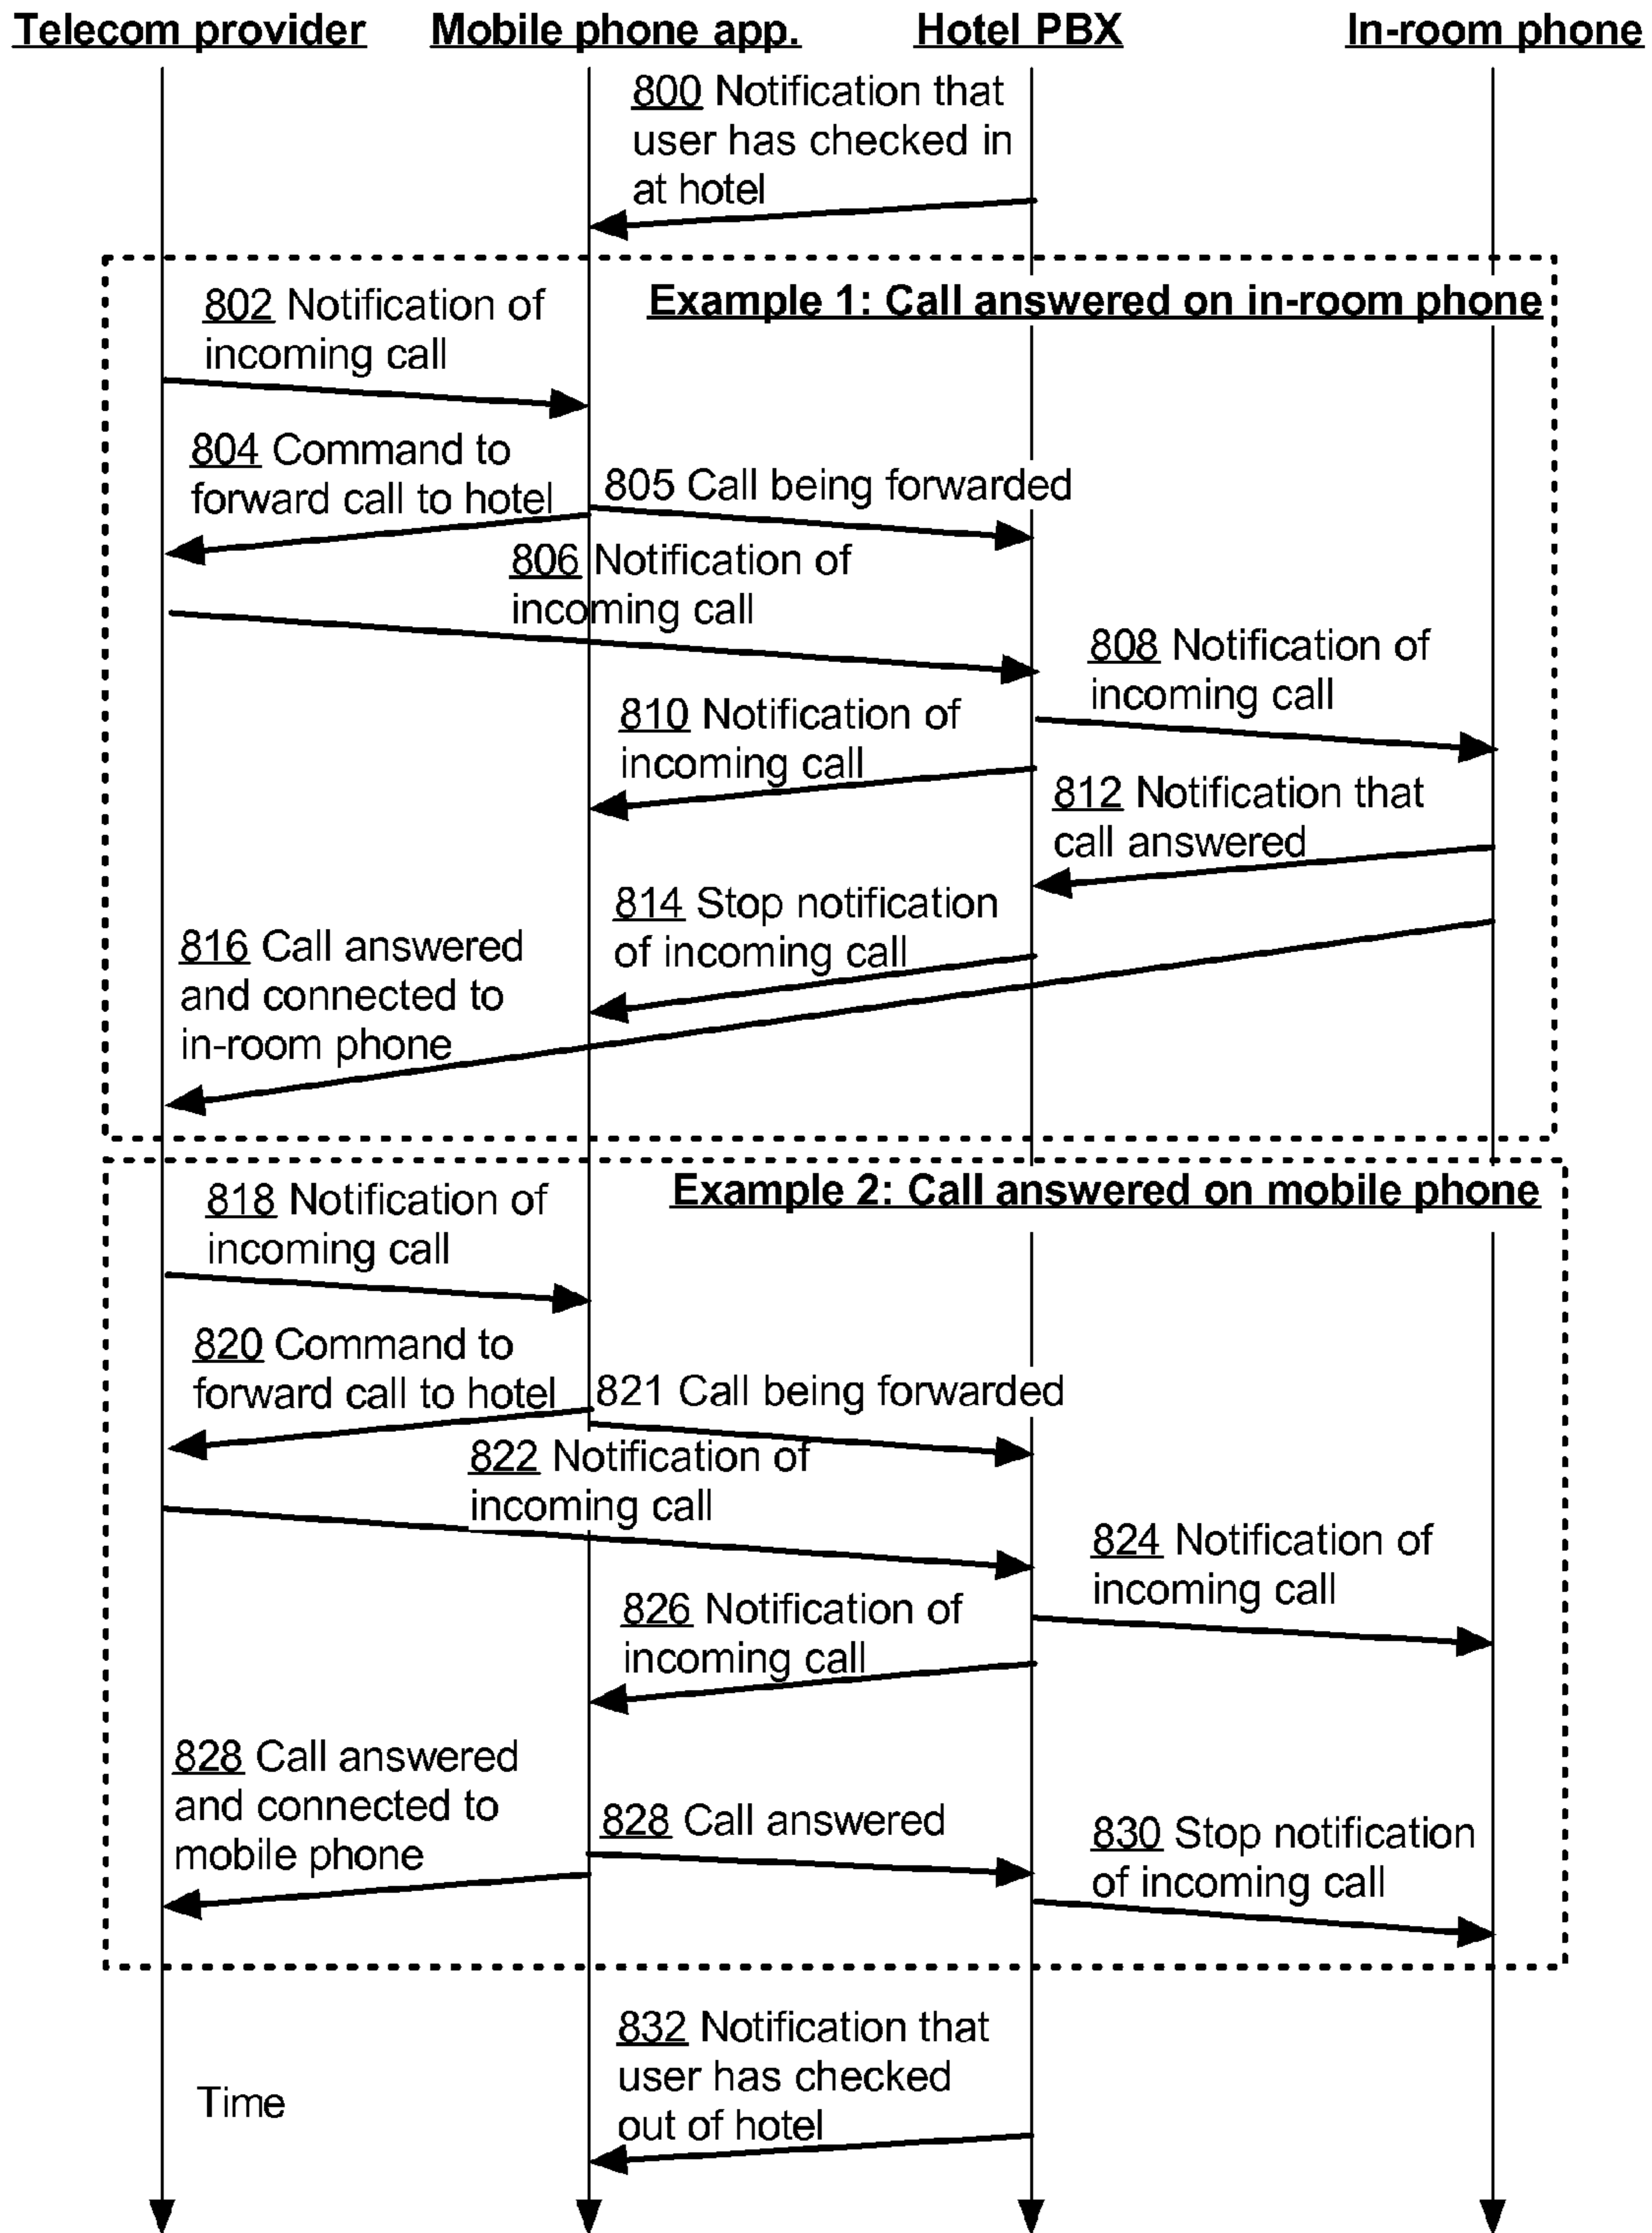 Telecom provider
Mobile phone app.
Hotel PBX
In-room phone
800 Notification that
user has checked in
at hotel
Example 1: Call answered on in-room phone
802 Notification of
incoming call
804 Command to
forward call to hotel
805 Call being forwarded
806 Notification of
incoming call
808 Notification of
incoming call
810 Notification of
incoming call
812 Notification that
call answered
814 Stop notification
of incoming call
816 Call answered
and connected to
in-room phone
Example 2: Call answered on mobile phone
818 Notification of
incoming call
820 Command to
forward call to hotel
821 Call being forwarded
822 Notification of
incoming call
824 Notification of
incoming call
826 Notification of
incoming call
828 Call answered
and connected to
mobile phone
828 Call answered
830 Stop notification
of incoming call
832 Notification that
user has checked
out of hotel
Time